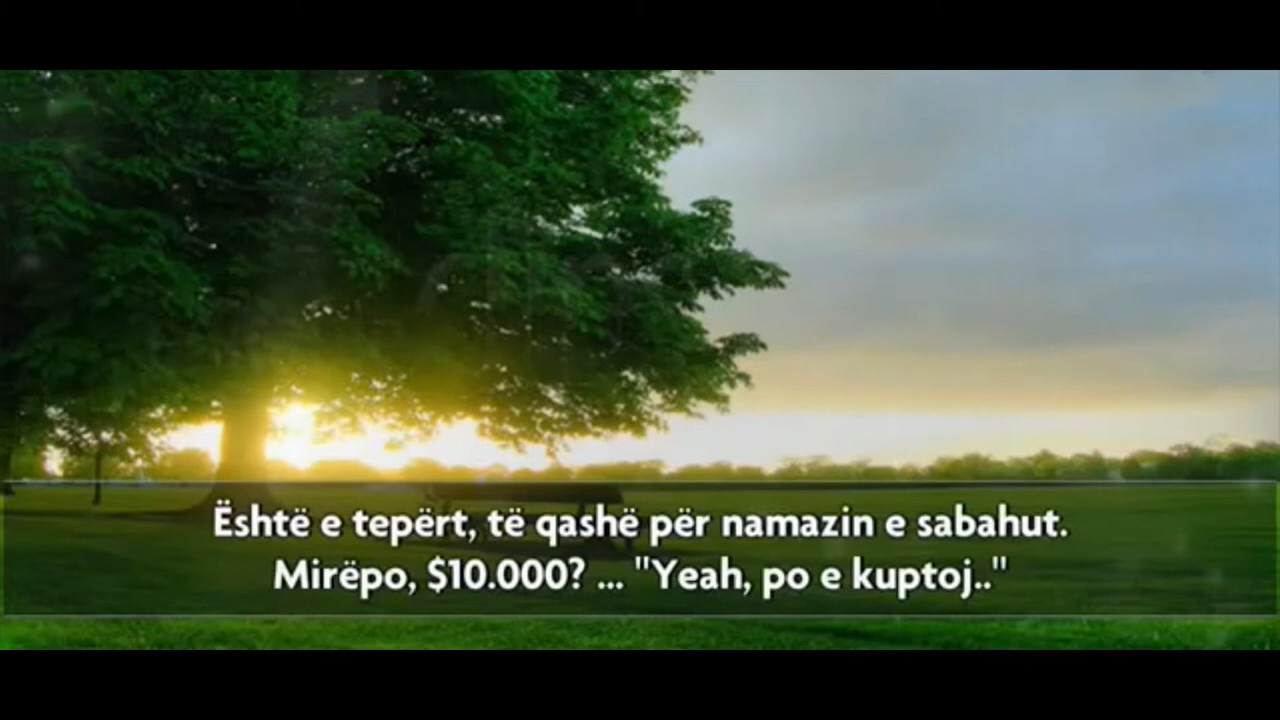 Është e tepërt, të qashë për namazin e sabahut.
Mirëpo, $10.000? ... "Yeah, po e kuptoj.."